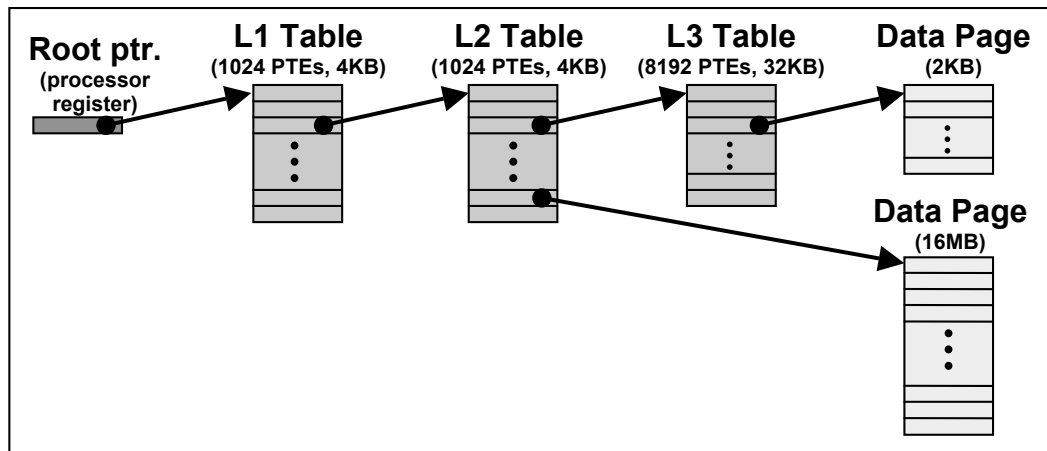 Root ptr.
(processor
register)
L1 Table
(1024 PTEs, 4KB)
L2 Table
(1024 PTEs, 4KB)
L3 Table
(8192 PTEs, 32KB)
Data Page
(2KB)
Data Page
(16MB)